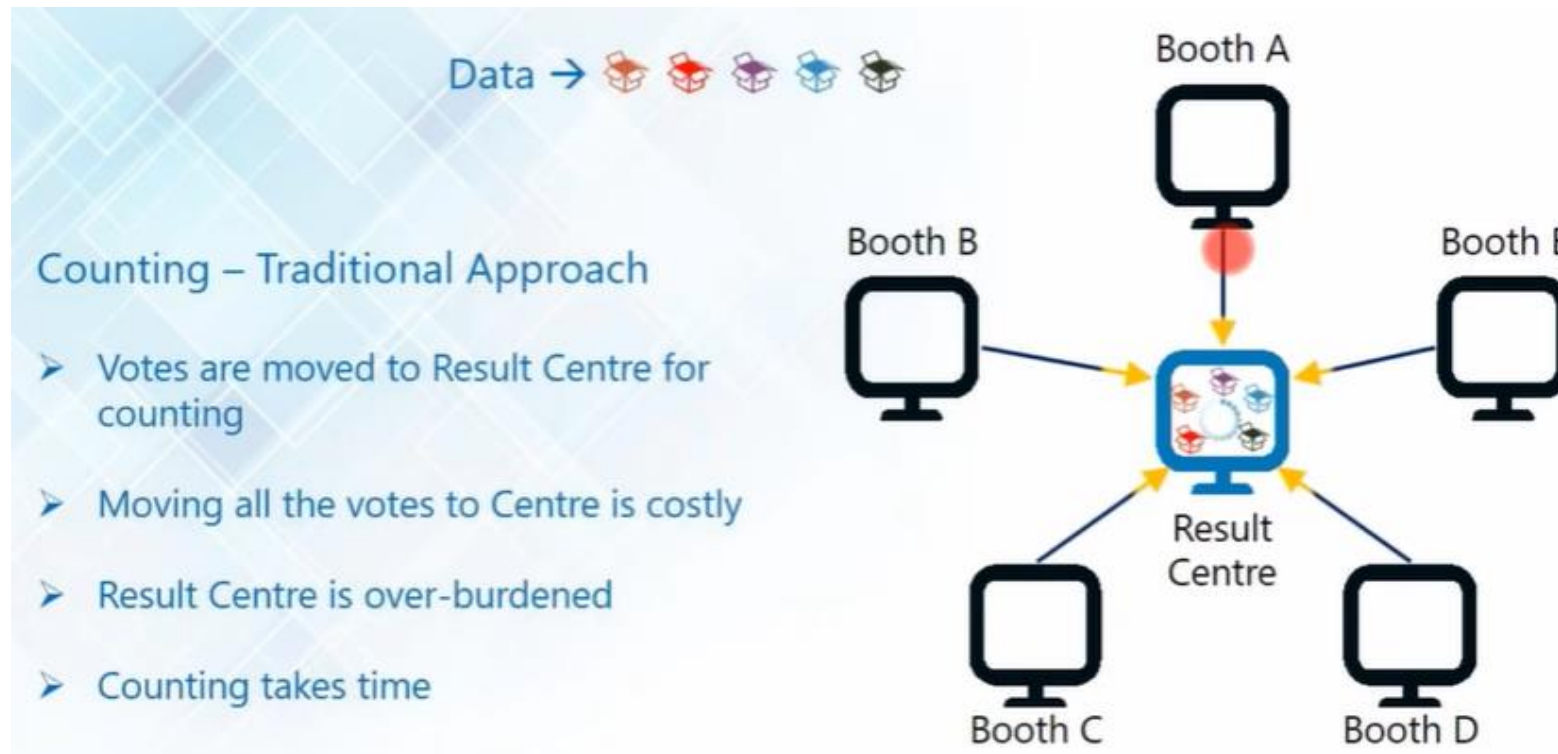 Data →
Counting – Traditional Approach
➢ Votes are moved to Result Centre for
counting
➢ Moving all the votes to Centre is costly
➢ Result Centre is over-burdened
➢ Counting takes time
Booth A
Booth B
Booth
Result
Centre
Booth C
Booth D